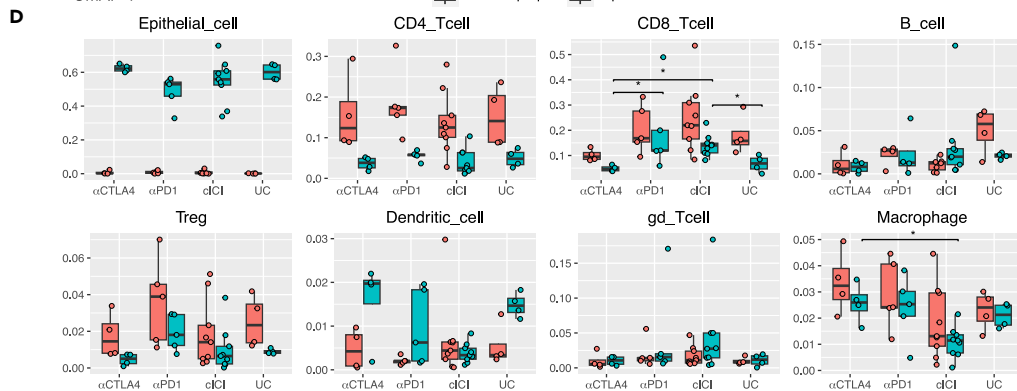 D
Epithelial_cell CD4_Tcell CD8_Tcell B_cell
0.6 0.3 0.5 0.15
0.4 0.2 0.4 0.10
0.2 0.1 0.3 0.05
0.0 0.0 0.2 0.00
0.1
* * *
αCTLA4 αPD1 cICI UC αCTLA4 αPD1 cICI UC αCTLA4 αPD1 cICI UC αCTLA4 αPD1 cICI UC
Treg Dendritic_cell gd_Tcell Macrophage
0.06 0.03 0.15 0.05
0.04 0.02 0.10 0.04
0.02 0.01 0.05 0.03
0.00 0.00 0.00 0.02
0.01
0.00
*
αCTLA4 αPD1 cICI UC αCTLA4 αPD1 cICI UC αCTLA4 αPD1 cICI UC αCTLA4 αPD1 cICI UC